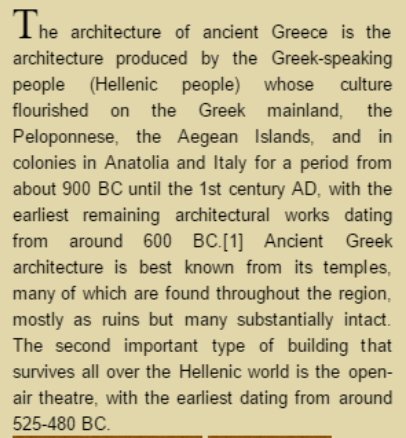 The architecture of ancient Greece is the
architecture produced by the Greek-speaking
people (Hellenic people) whose culture
flourished on the Greek mainland, the
Peloponnese, the Aegean Islands, and in
colonies in Anatolia and Italy for a period from
about 900 BC until the 1st century AD, with the
earliest remaining architectural works dating
from around 600 BC.[1] Ancient Greek
architecture is best known from its temples,
many of which are found throughout the region,
mostly as ruins but many substantially intact.
The second important type of building that
survives all over the Hellenic world is the open-
air theatre, with the earliest dating from around
525-480 BC.